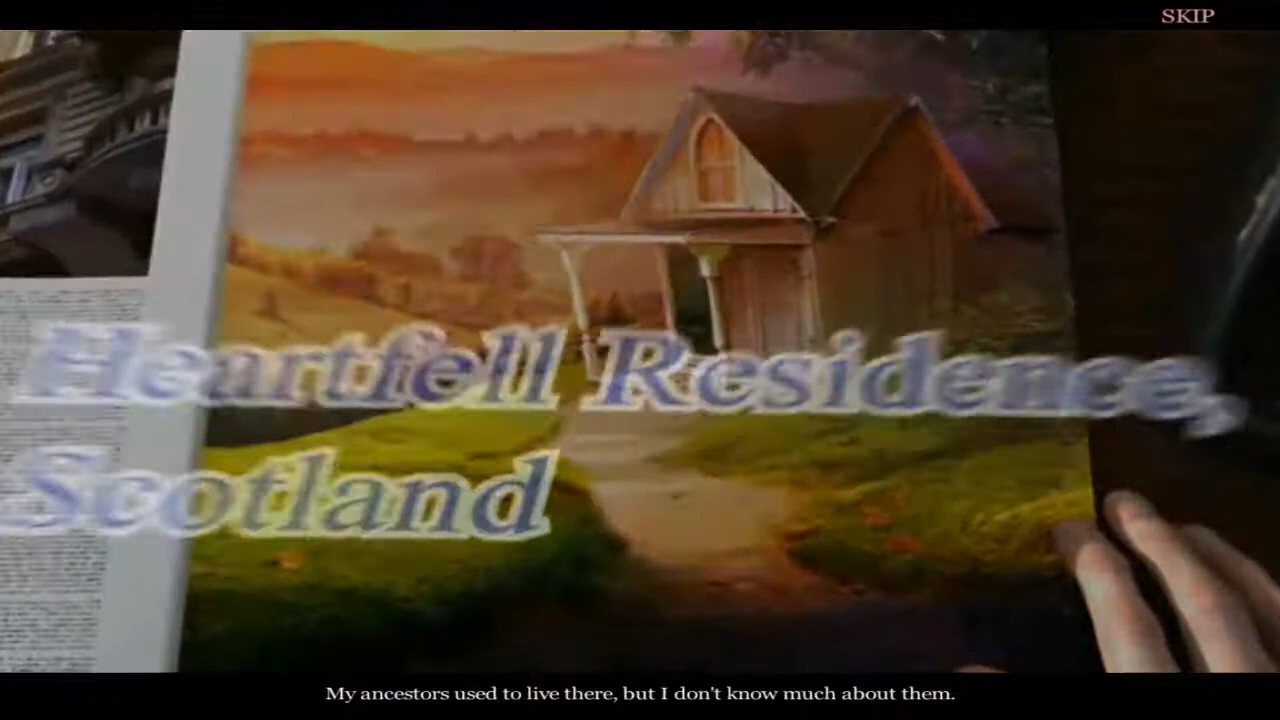 SKIP
Heartfell Residence,
Scotland
My ancestors used to live there, but I don't know much about them.